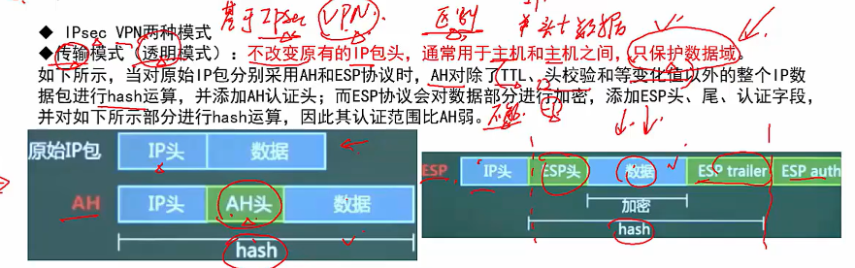 基于IPsec VPN. 区别
IP头+数据
◆ IPsec VPN两种模式
◆传输模式（透明模式）：不改变原有的IP包头，通常用于主机和主机之间，只保护数据域。
如下所示，当对原始IP包分别采用AH和ESP协议时，AH对除了TTL、头校验和等变化值以外的整个IP数
据包进行hash运算，并添加AH认证头；而ESP协议会对数据部分进行加密，添加ESP头、尾、认证字段，
并对如下所示部分进行hash运算，因此其认证范围比AH弱。
原始IP包 IP头 数据
AH IP头 AH头 数据
hash
ESP IP头 ESP头 数据 ESP trailer ESP auth
加密
hash